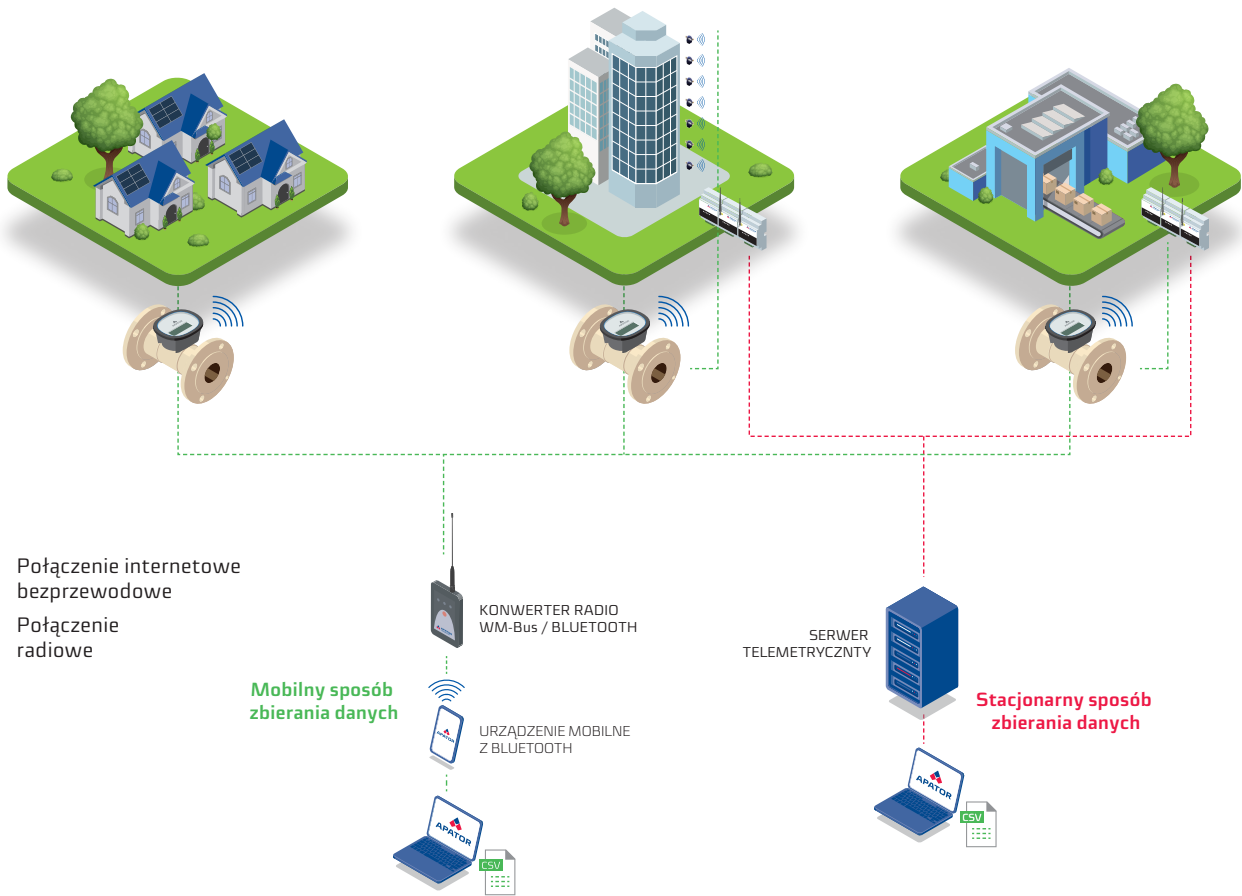 Połączenie internetowe
bezprzewodowe
Połączenie
radiowe
KONWERTER RADIO
WM-Bus / BLUETOOTH
Mobilny sposób
zbierania danych
APATOR
URZĄDZENIE MOBILNE
Z BLUETOOTH
APATOR
CSV
SERWER
TELEMETRYCZNTY
Stacjonarny sposób
zbierania danych
APATOR
CSV